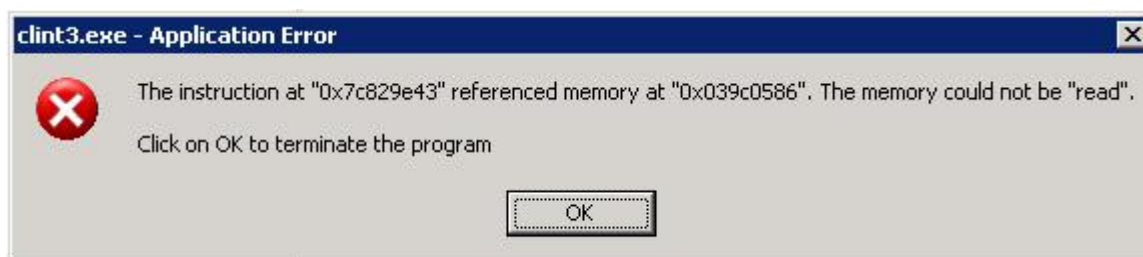 clint3.exe - Application Error
The instruction at "0x7c829e43" referenced memory at "0x039c0586". The memory could not be "read".
Click on OK to terminate the program
OK